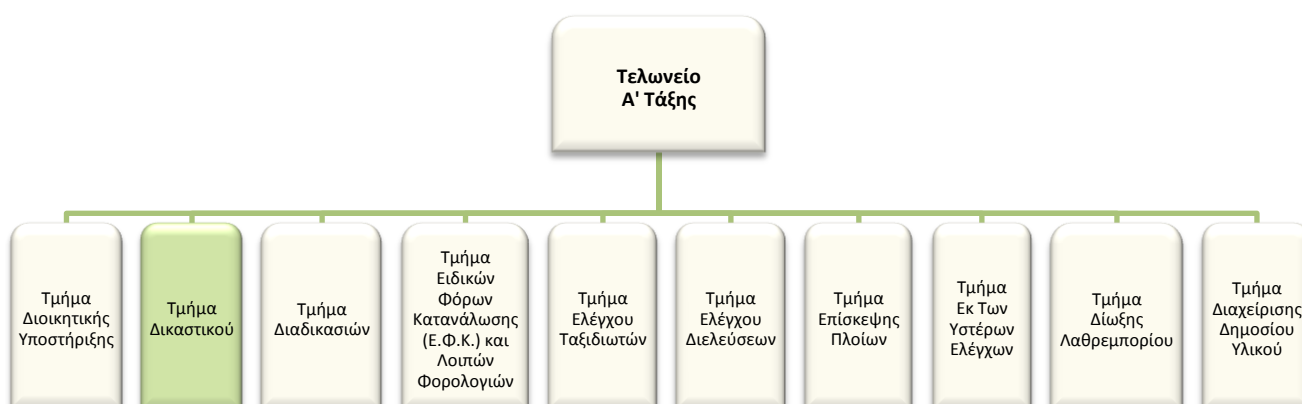 Τελωνείο
Α' Τάξης
Τμήμα
Διοικητικής
Υποστήριξης
Τμήμα
Δικαστικού
Τμήμα
Διαδικασιών
Τμήμα
Ειδικών
Φόρων
Κατανάλωσης
(Ε.Φ.Κ.) και
Λοιπών
Φορολογιών
Τμήμα
Ελέγχου
Ταξιδιωτών
Τμήμα
Ελέγχου
Διελεύσεων
Τμήμα
Επίσκεψης
Πλοίων
Τμήμα
Εκ Των
Υστέρων
Ελέγχων
Τμήμα
Δίωξης
Λαθρεμπορίου
Τμήμα
Διαχείρισης
Δημοσίου
Υλικού